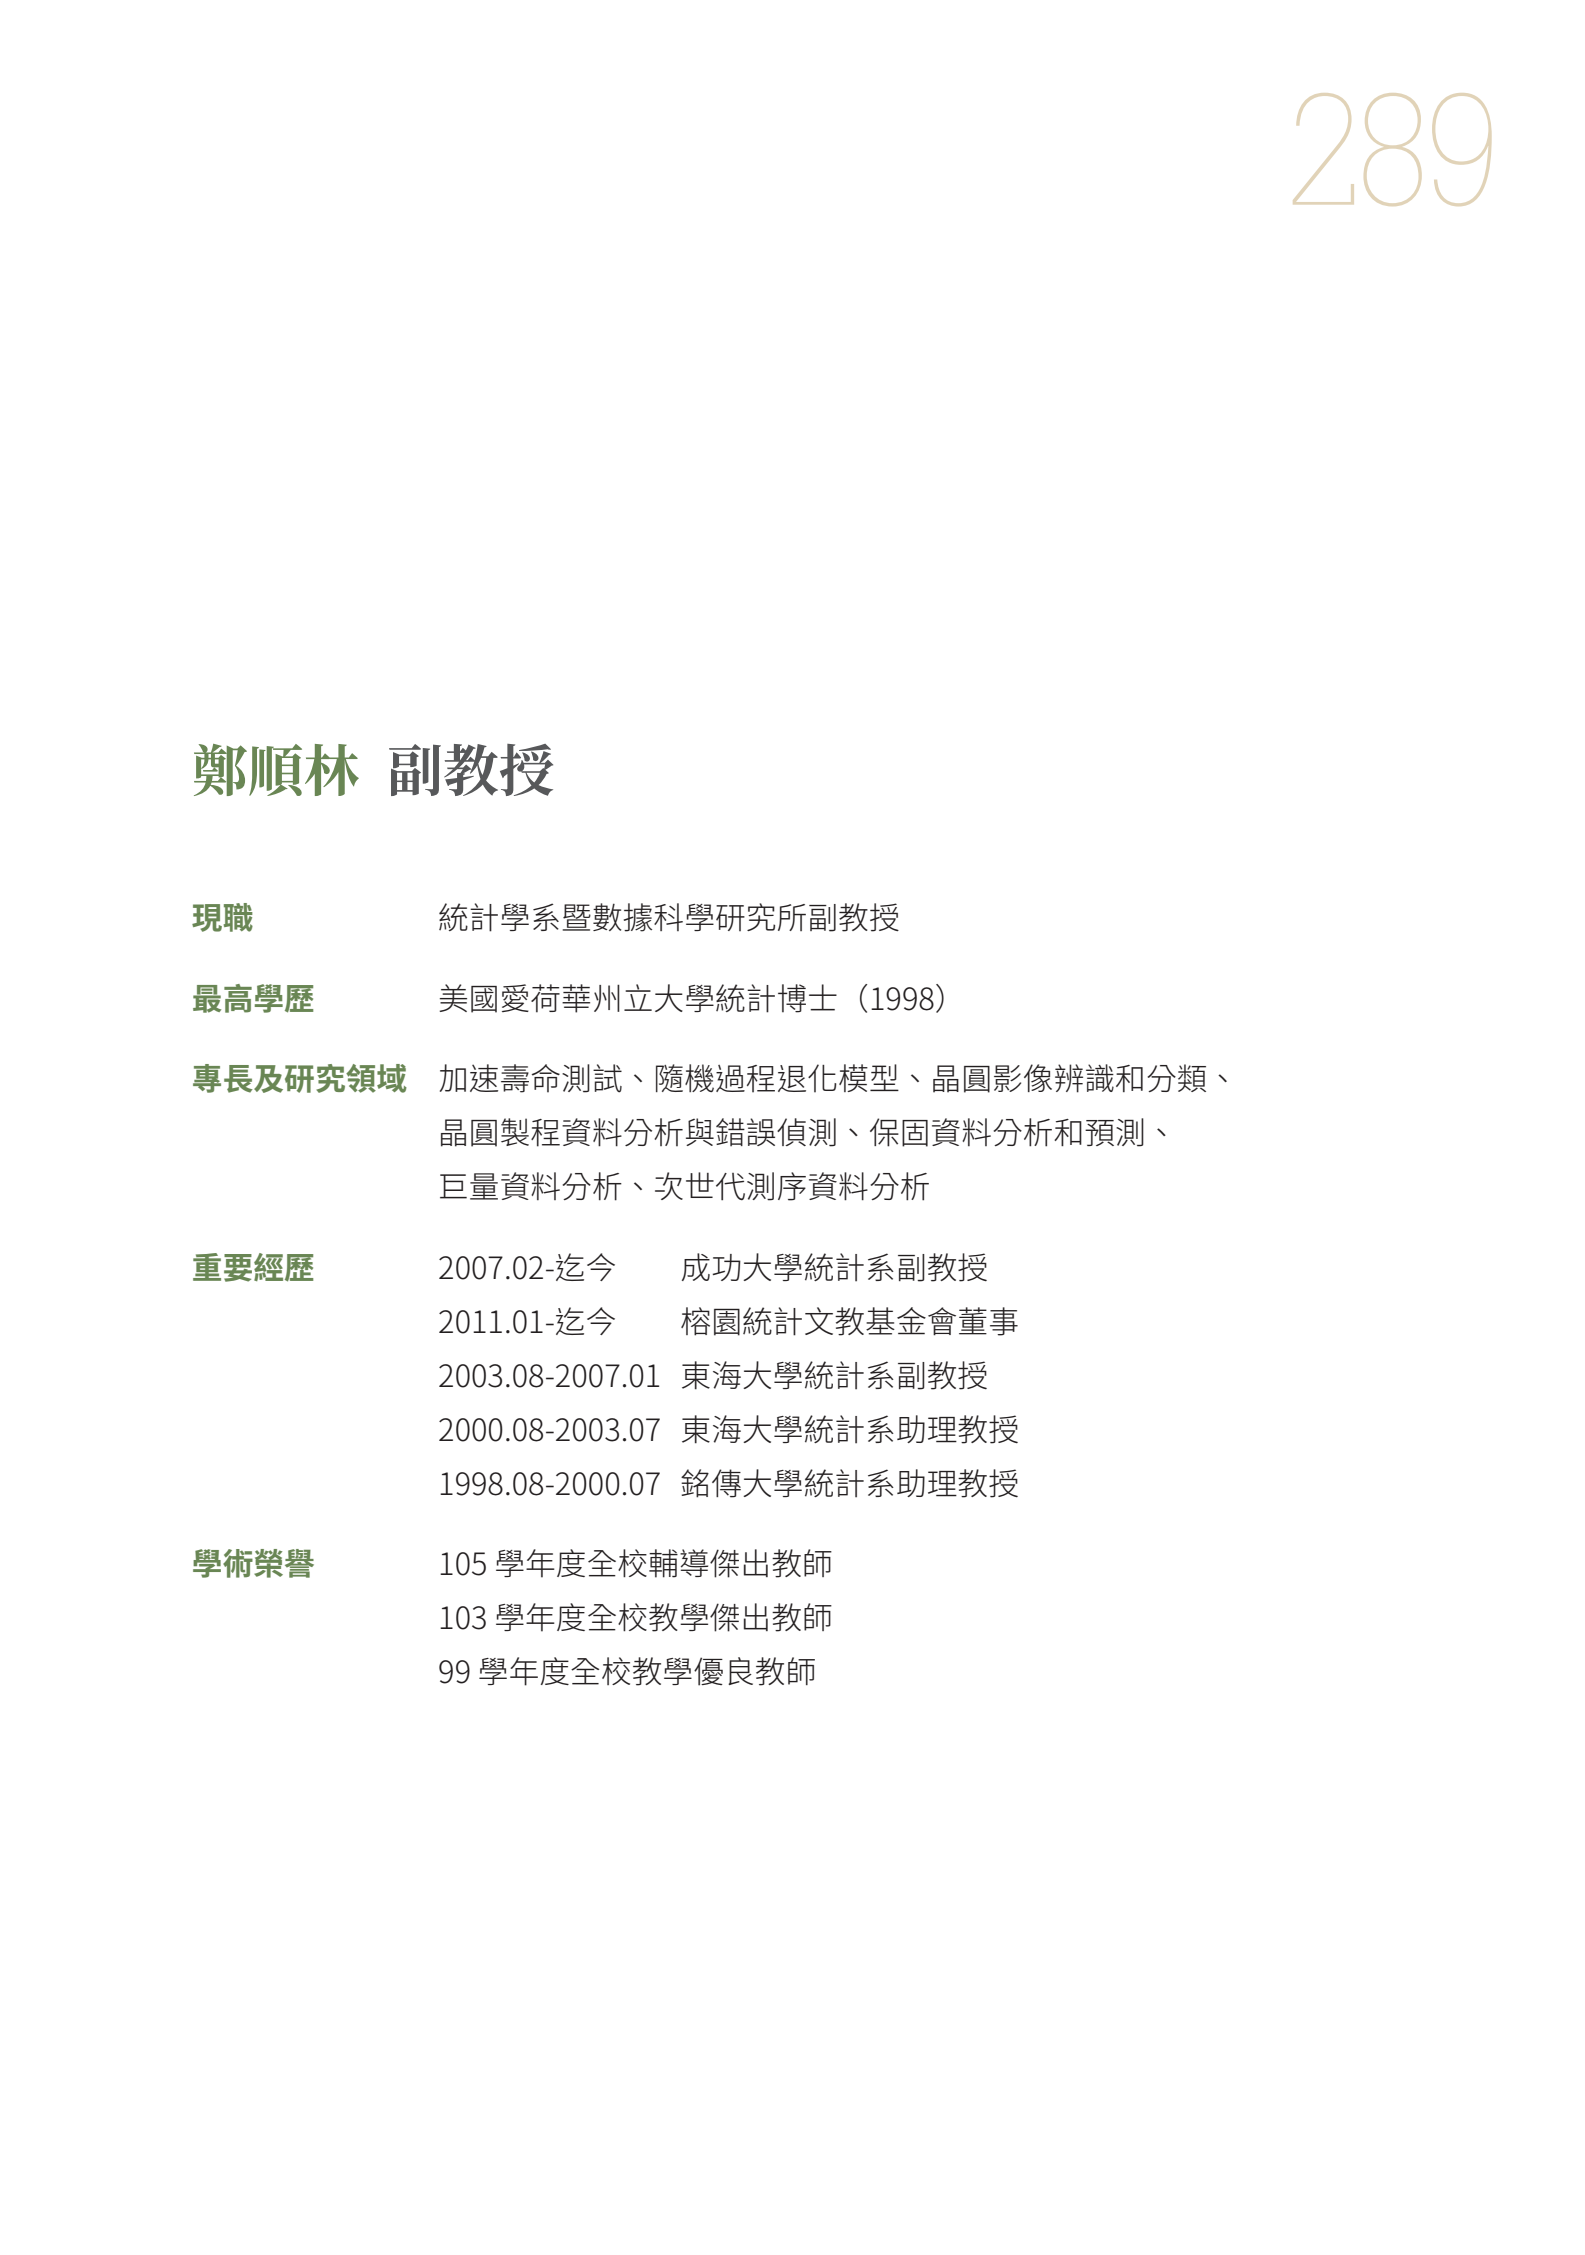 289
鄭順林 副教授
現職 統計學系暨數據科學研究所副教授
最高學歷 美國愛荷華州立大學統計博士（1998）
專長及研究領域 加速壽命測試、隨機過程退化模型、晶圓影像辨識和分類、
晶圓製程資料分析與錯誤偵測、保固資料分析和預測、
巨量資料分析、次世代測序資料分析
重要經歷 2007.02-迄今 成功大學統計系副教授
2011.01-迄今 榕園統計文教基金會董事
2003.08-2007.01 東海大學統計系副教授
2000.08-2003.07 東海大學統計系助理教授
1998.08-2000.07 銘傳大學統計系助理教授
學術榮譽 105 學年度全校輔導傑出教師
103 學年度全校教學傑出教師
99 學年度全校教學優良教師